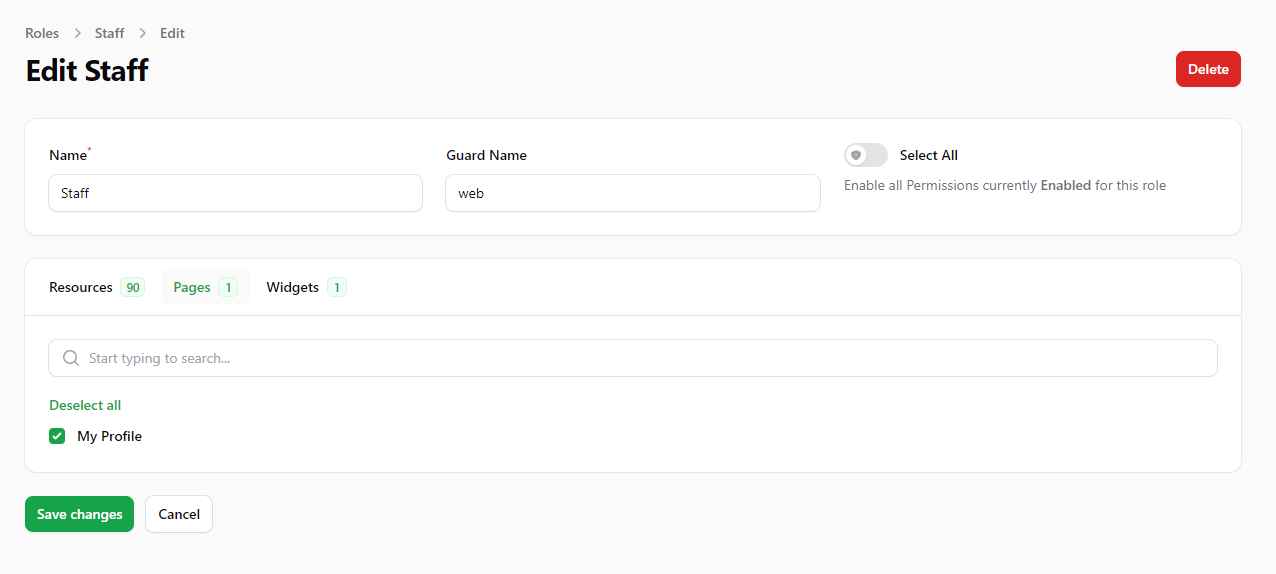 Roles > Staff > Edit
Edit Staff
Delete
Name*
Guard Name
Select All
Staff
web
Enable all Permissions currently Enabled for this role
Resources 90 Pages 1 Widgets 1
Start typing to search...
Deselect all
My Profile
Save changes
Cancel